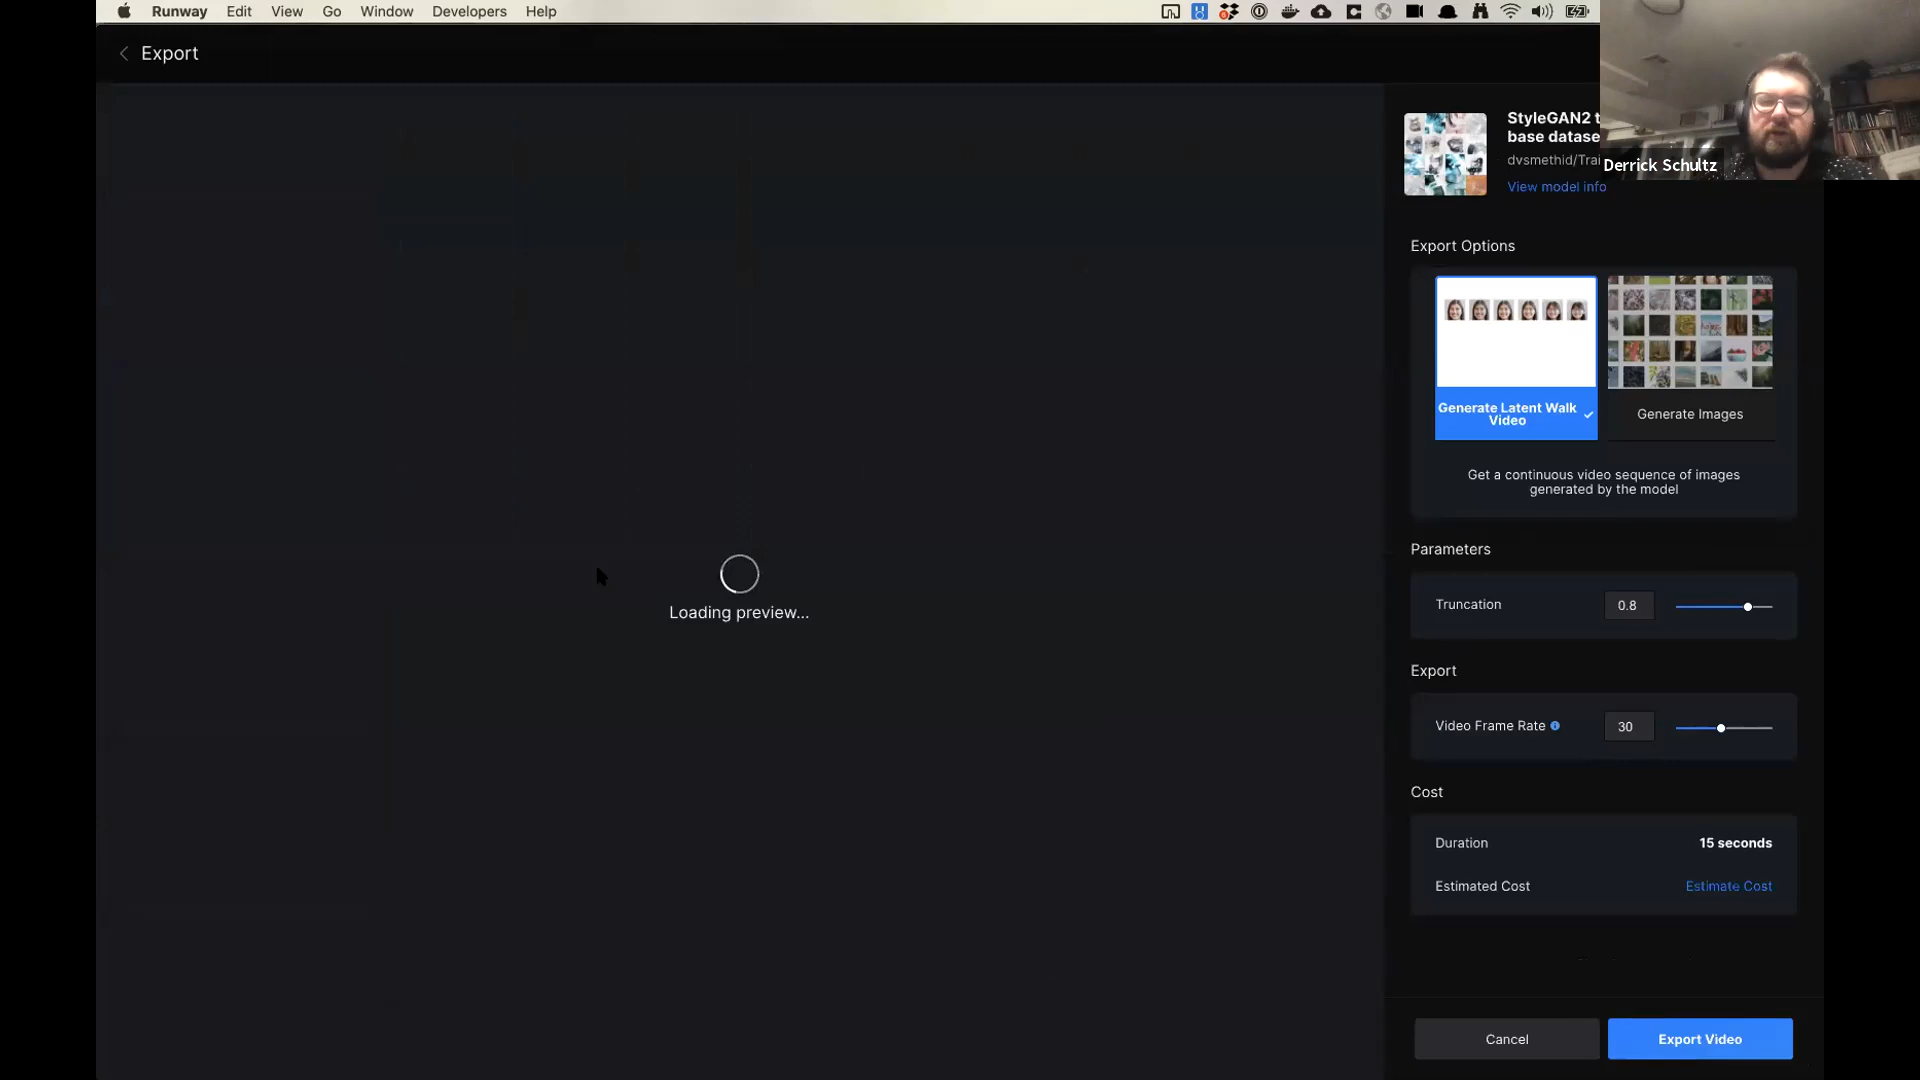 Runway Edit View Go Window Developers Help
Export
StyleGAN2 t
base datase
dvsmethid/Trai
View model info
Derrick Schultz
Export Options
Generate Latent Walk
Video
Generate Images
Get a continuous video sequence of images
generated by the model
Loading preview...
Parameters
Truncation 0.8
Export
Video Frame Rate 30
Cost
Duration 15 seconds
Estimated Cost Estimate Cost
Cancel Export Video